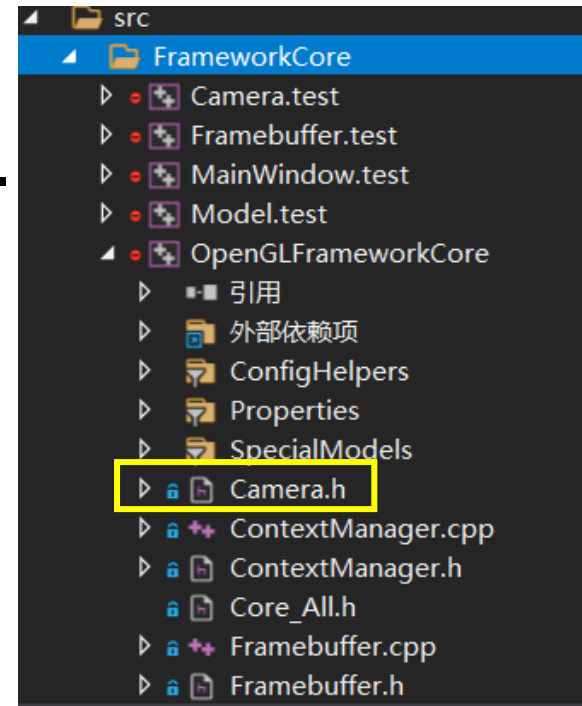 src
FrameworkCore
Camera.test
Framebuffer.test
MainWindow.test
Model.test
OpenGLFrameworkCore
引用
外部依赖项
ConfigHelpers
Properties
SpecialModels
Camera.h
ContextManager.cpp
ContextManager.h
Core_All.h
Framebuffer.cpp
Framebuffer.h